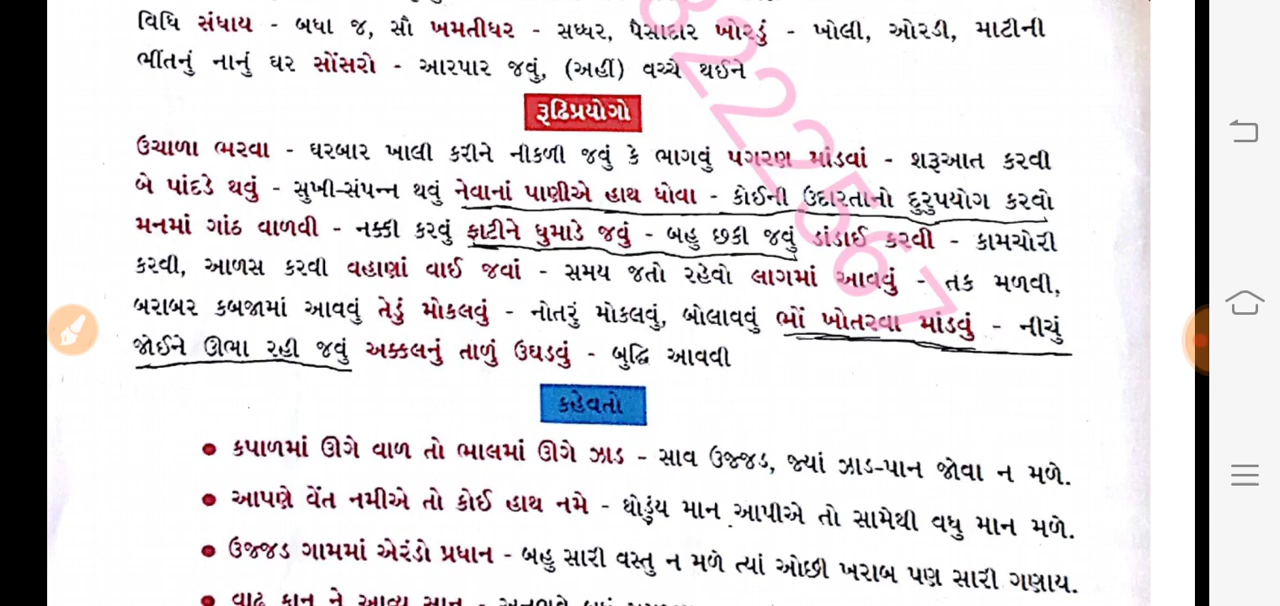 વિધિ સંધાય - બધા જ, સૌ ખમતીધર - સધ્ધર, પૈસાદાર ખોરડું - ખોલી, ઓરડી, માટીની
ભીંતનું નાનું ઘર સોંસરો - આરપાર જવું, (અહીં) વચ્ચે થઈને
રૂઢિપ્રયોગો
ઉચાળા ભરવા - ઘરબાર ખાલી કરીને નીકળી જવું કે ભાગવું પગરણ માંડવાં - શરૂઆત કરવી
બે પાંદડે થવું - સુખી-સંપન્ન થવું નેવાનાં પાણીએ હાથ ધોવા - કોઈની ઉદારતાનો દુરુપયોગ કરવો
મનમાં ગાંઠ વાળવી - નક્કી કરવું ફાટીને ધુમાડે જવું - બહુ છકી જવું ડાંડાઈ કરવી - કામચોરી
કરવી, આળસ કરવી વહાણાં વાઈ જવાં - સમય જતો રહેવો લાગમાં આવવું - તક મળવી,
બરાબર કબજામાં આવવું તેડું મોકલવું - નોતરું મોકલવું, બોલાવવું ભોં ખોતરવા માંડવું - નીચું
જોઈને ઊભા રહી જવું અક્કલનું તાળું ઉઘડવું - બુદ્ધિ આવવી
કહેવતો
• કપાળમાં ઊગે વાળ તો ભાલમાં ઊગે ઝાડ - સાવ ઉજ્જડ, જ્યાં ઝાડ-પાન જોવા ન મળે.
• આપણે વેંત નમીએ તો કોઈ હાથ નમે - થોડુંય માન આપીએ તો સામેથી વધુ માન મળે.
• ઉજ્જડ ગામમાં એરંડો પ્રધાન - બહુ સારી વસ્તુ ન મળે ત્યાં ઓછી ખરાબ પણ સારી ગણાય.
8222567